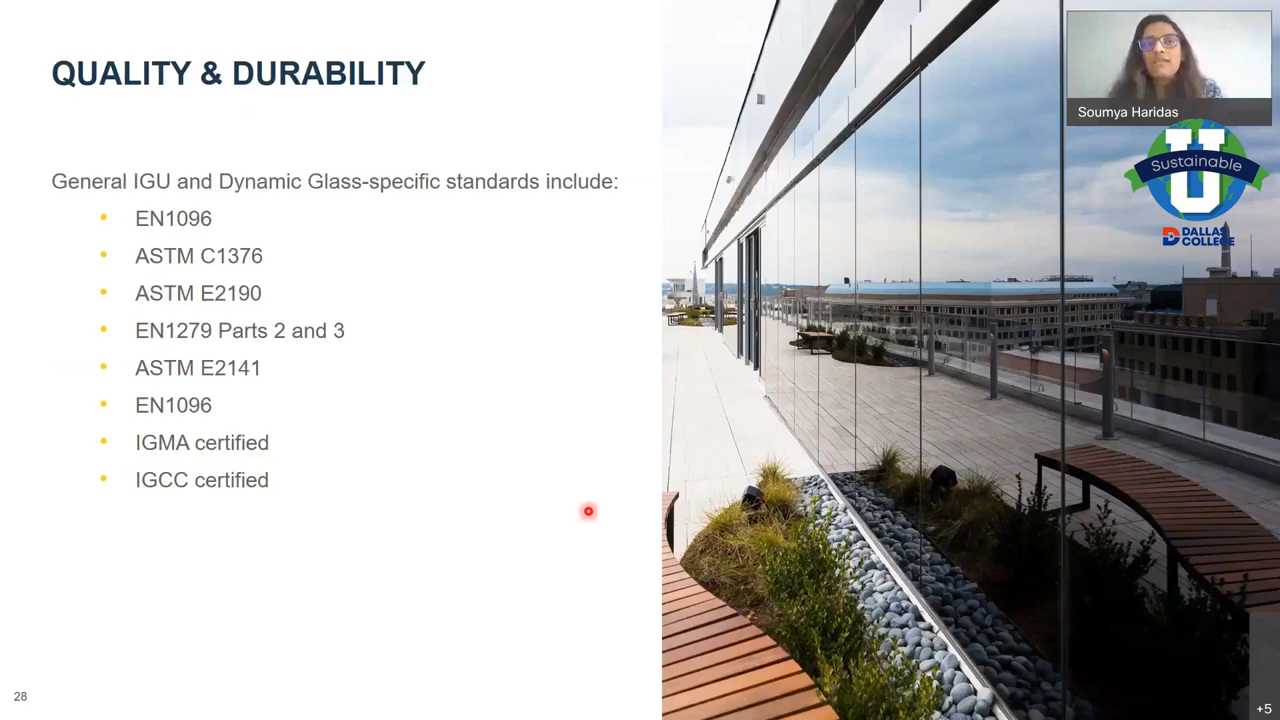 QUALITY & DURABILITY
General IGU and Dynamic Glass-specific standards include:
• EN1096
• ASTM C1376
• ASTM E2190
• EN1279 Parts 2 and 3
• ASTM E2141
• EN1096
• IGMA certified
• IGCC certified
28
Soumya Haridas
U
Sustainable
DALLAS
COLLEGE
+5